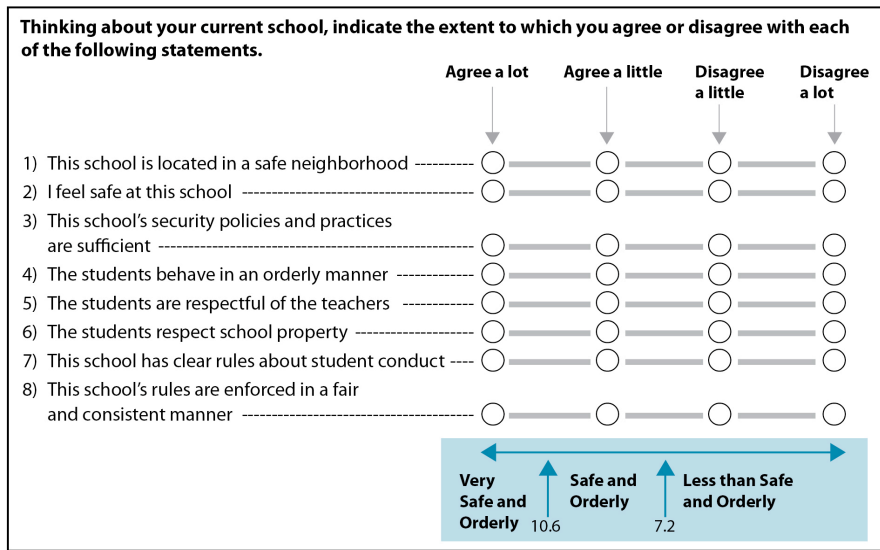 Thinking about your current school, indicate the extent to which you agree or disagree with each
of the following statements.
Agree a lot
Agree a little
Disagree
a little
Disagree
a lot
1) This school is located in a safe neighborhood ----------
2) I feel safe at this school ---------------------------------------
3) This school’s security policies and practices
are sufficient -----------------------------------------------------
4) The students behave in an orderly manner -------------
5) The students are respectful of the teachers --------------
6) The students respect school property --------------------
7) This school has clear rules about student conduct ----
8) This school’s rules are enforced in a fair
and consistent manner ---------------------------------------
Very
Safe and
Orderly
10.6
Safe and
Orderly
7.2
Less than Safe
and Orderly